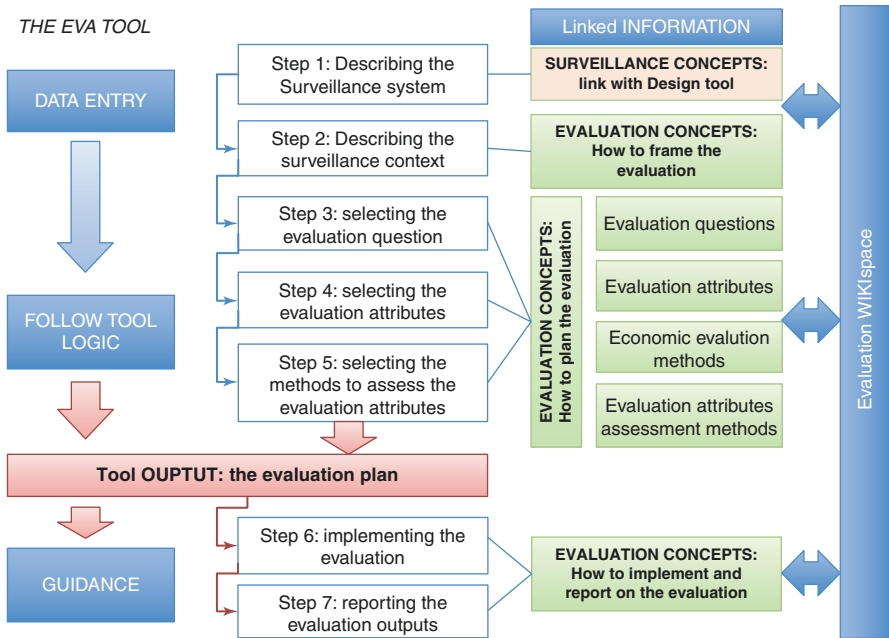 THE EVA TOOL
Linked INFORMATION
DATA ENTRY
Step 1: Describing the
Surveillance system
SURVEILLANCE CONCEPTS:
link with Design tool
Step 2: Describing the
surveillance context
EVALUATION CONCEPTS:
How to frame the
evaluation
Step 3: selecting the
evaluation question
FOLLOW TOOL
LOGIC
Step 4: selecting the
evaluation attributes
Step 5: selecting the
methods to assess the
evaluation attributes
EVALUATION CONCEPTS:
How to plan the evaluation
Evaluation questions
Evaluation attributes
Economic evalution
methods
Evaluation attributes
assessment methods
Evaluation WIKIspace
Tool OUPTUT: the evaluation plan
GUIDANCE
Step 6: implementing the
evaluation
Step 7: reporting the
evaluation outputs
EVALUATION CONCEPTS:
How to implement and
report on the evaluation